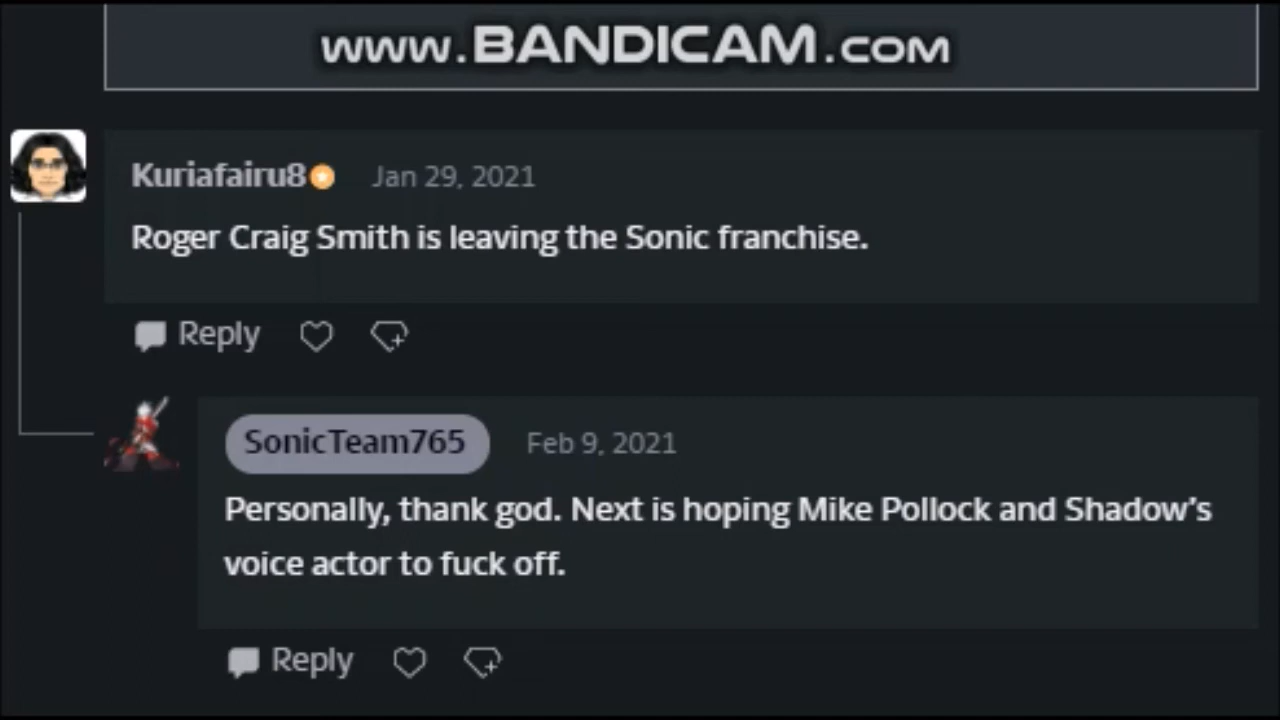 www.BANDICAM.COM
Kuriafairu8 Jan 29, 2021
Roger Craig Smith is leaving the Sonic franchise.
Reply
SonicTeam765 Feb 9, 2021
Personally, thank god. Next is hoping Mike Pollock and Shadow's
voice actor to fuck off.
Reply